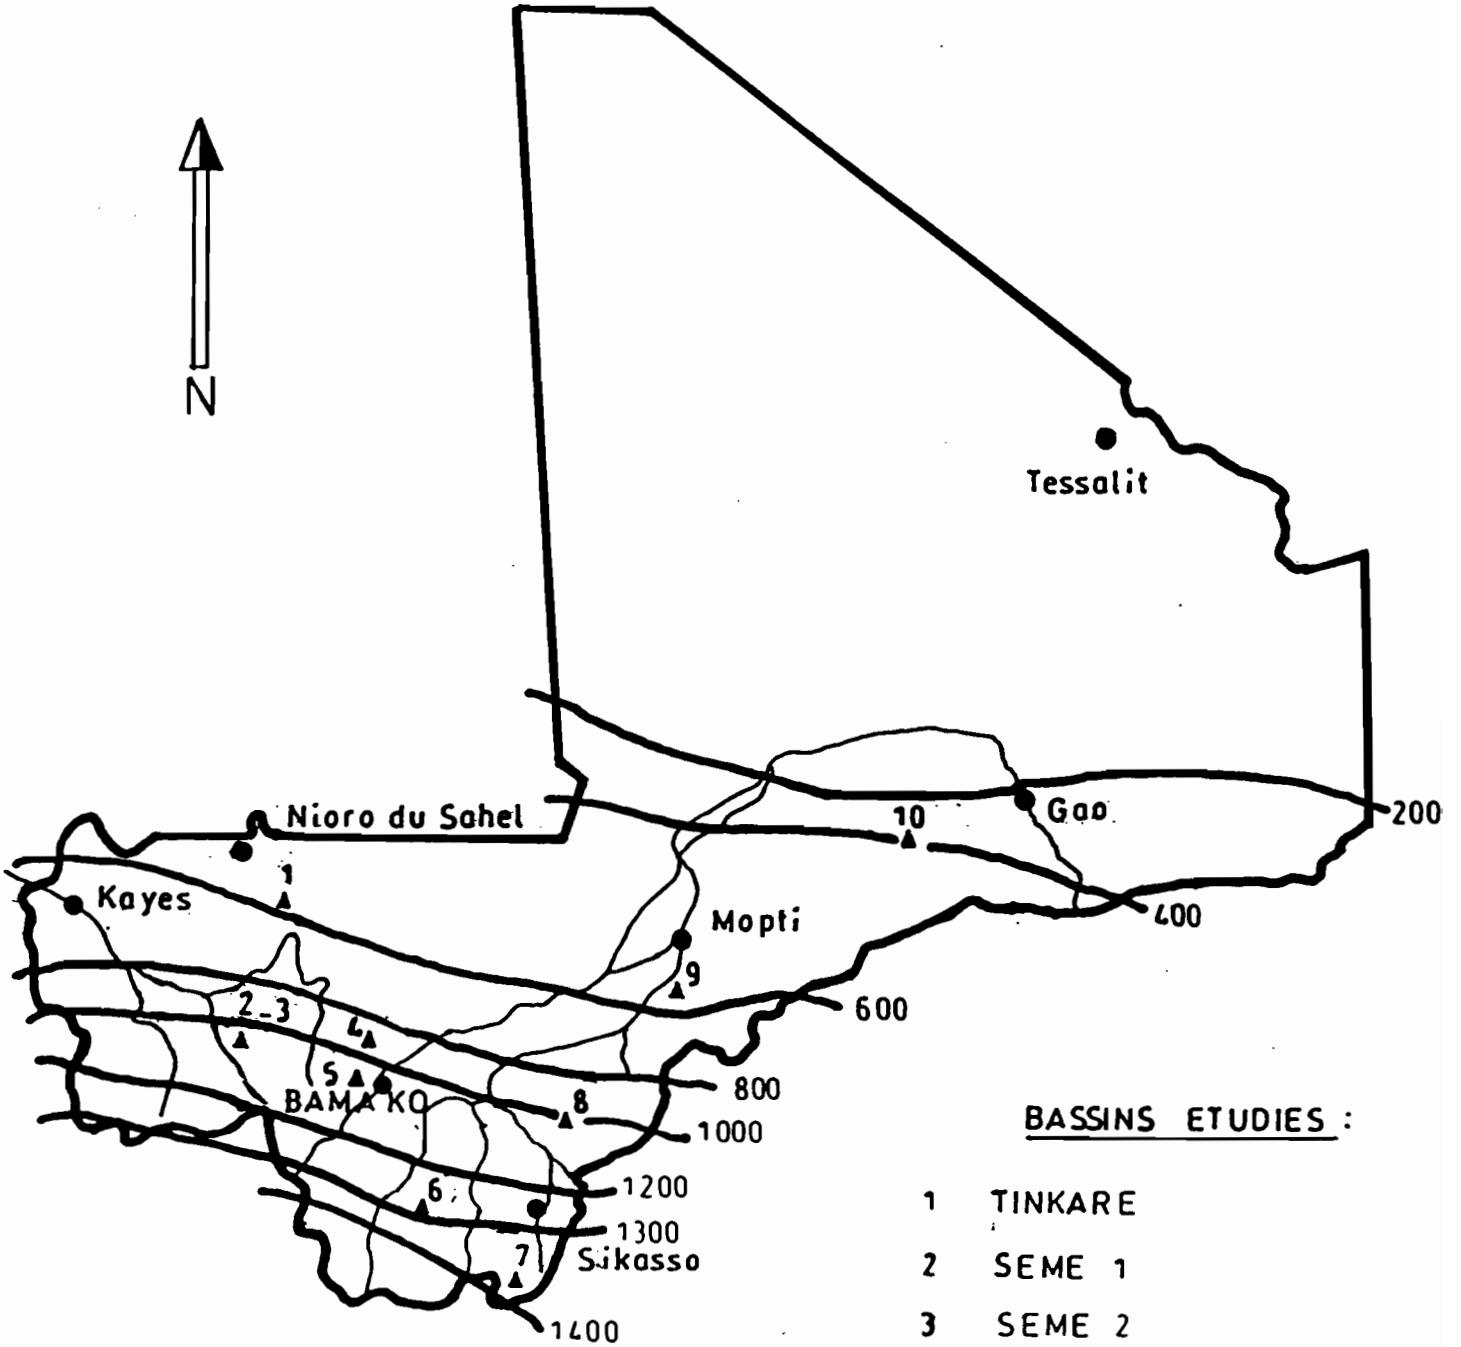 N
Tessalit
Nioro du Sahel
10
Gao
200
1
Kayes
Mopti
400
9
2_3
600
4
5
BAMAKO
8
800
1000
BASSINS ETUDIES :
6
1200
1 TINKARE
1300
7
Sikasso
2 SEME 1
1400
3 SEME 2